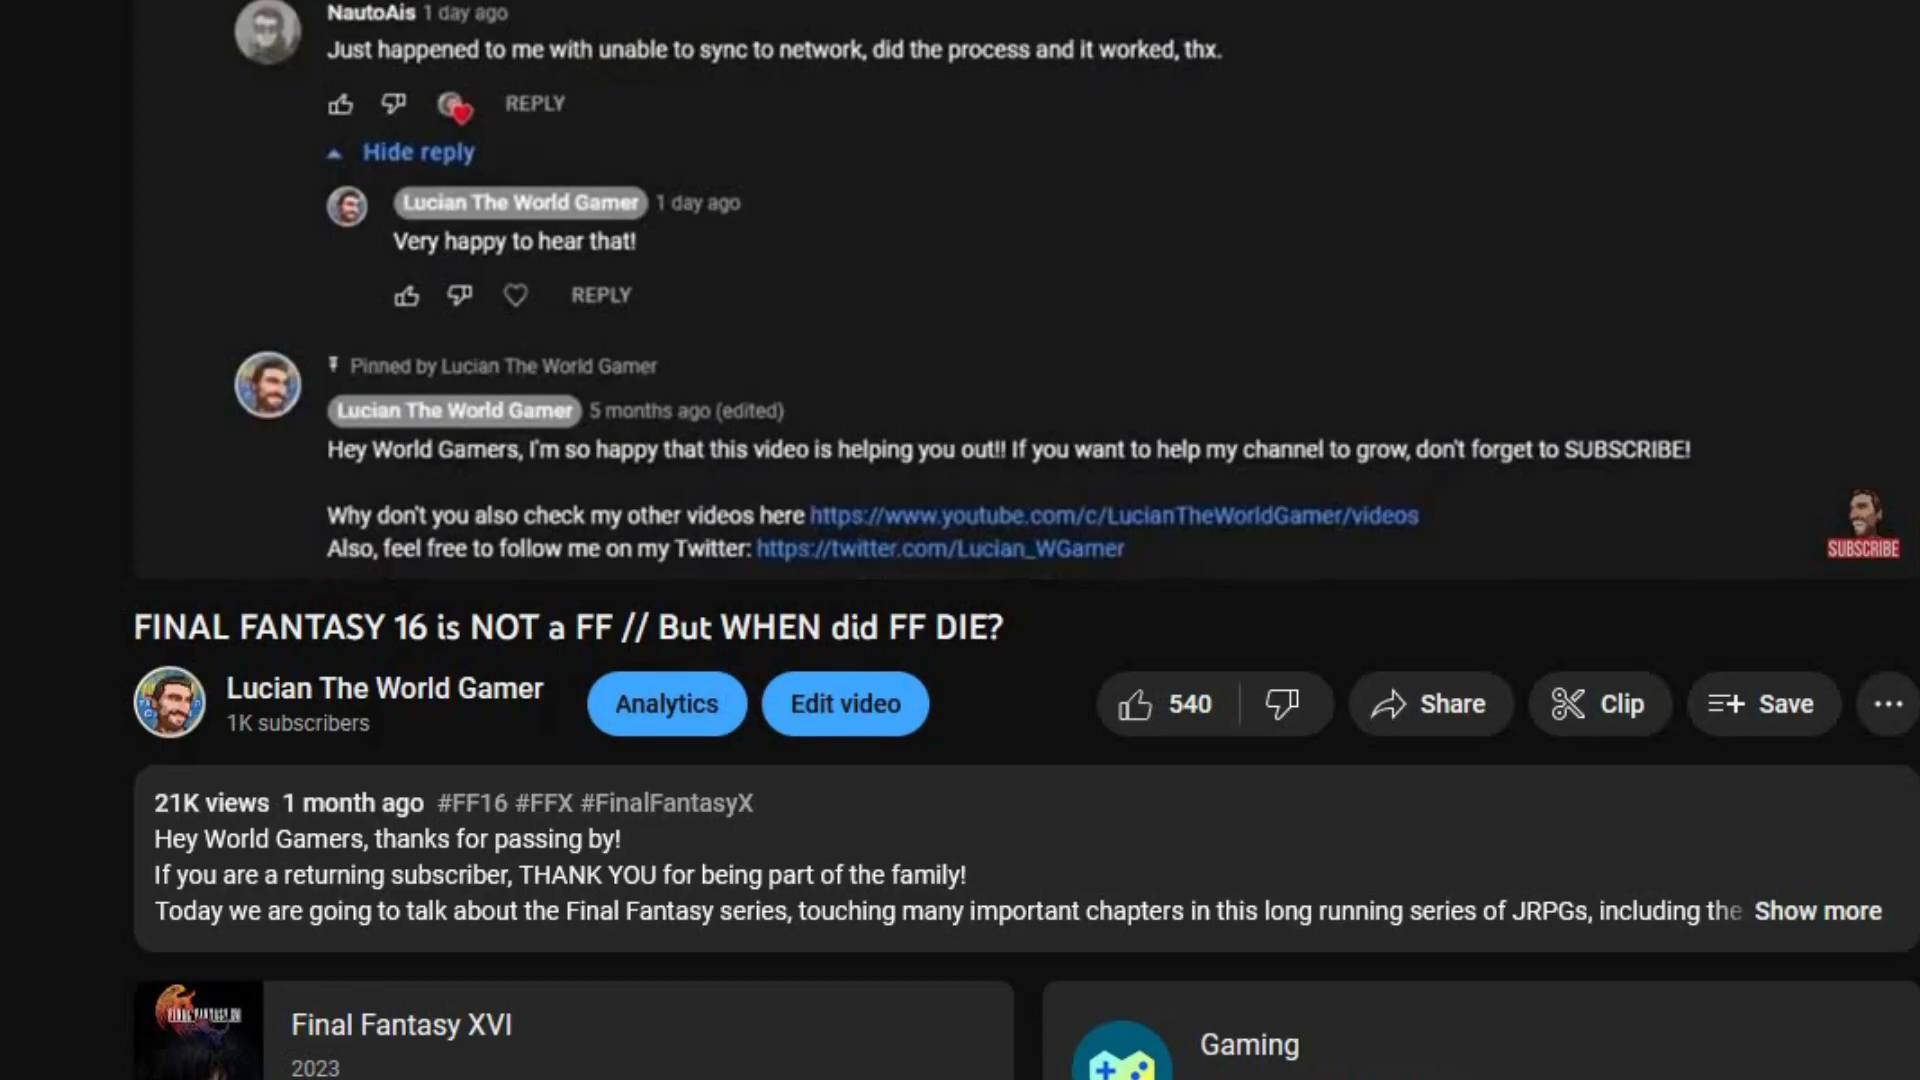 NautoAis 1 day ago
Just happened to me with unable to sync to network, did the process and it worked, thx.
REPLY
Hide reply
Lucian The World Gamer 1 day ago
Very happy to hear that!
REPLY
Pinned by Lucian The World Gamer
Lucian The World Gamer 5 months ago (edited)
Hey World Gamers, I'm so happy that this video is helping you out!! If you want to help my channel to grow, don't forget to SUBSCRIBE!
Why don't you also check my other videos here https://www.youtube.com/c/LucianTheWorldGamer/videos
Also, feel free to follow me on my Twitter: https://twitter.com/Lucian_WGamer
SUBSCRIBE
FINAL FANTASY 16 is NOT a FF // But WHEN did FF DIE?
Lucian The World Gamer
1K subscribers
Analytics
Edit video
540
Share
Clip
Save
21K views 1 month ago #FF16 #FFX #FinalFantasyX
Hey World Gamers, thanks for passing by!
If you are a returning subscriber, THANK YOU for being part of the family!
Today we are going to talk about the Final Fantasy series, touching many important chapters in this long running series of JRPGs, including the Show more
FINAL FANTASY XVI
Final Fantasy XVI
2023
Gaming